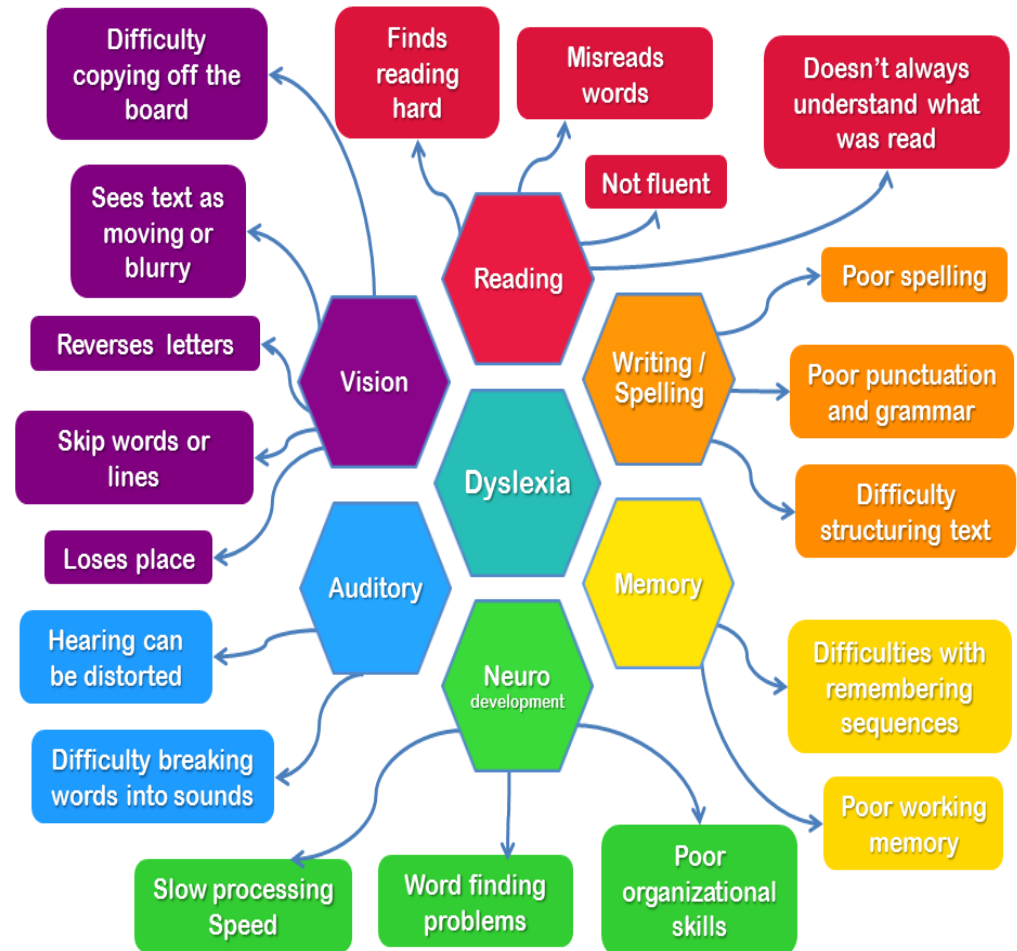 Difficulty
copying off the
board
Finds
reading
hard
Misreads
words
Doesn't always
understand what
was read
Not fluent
Sees text as
moving or
blurry
Reading
Poor spelling
Reverses letters
Vision
Writing /
Spelling
Poor punctuation
and grammar
Skip words or
lines
Dyslexia
Difficulty
structuring text
Loses place
Auditory
Memory
Hearing can
be distorted
Neuro
development
Difficulties with
remembering
sequences
Difficulty breaking
words into sounds
Poor working
memory
Slow processing
Speed
Word finding
problems
Poor
organizational
skills